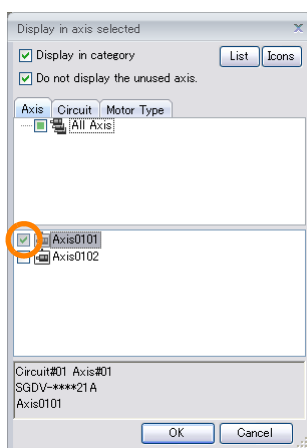 Display in axis selected
Display in category
List
Icons
Do not display the unused axis.
Axis
Circuit
Motor Type
All Axis
Axis0101
Axis0102
Circuit#01 Axis#01
SGDV-****21A
Axis0101
OK
Cancel